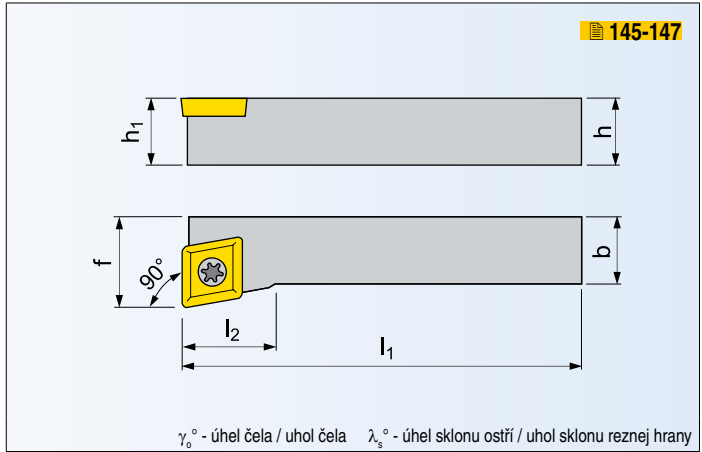 145-147
h₁
h
f
b
90°
l₂
l₁
γₒ° - úhel čela / uhol čela λₛ° - úhel sklonu ostří / uhol sklonu reznej hrany